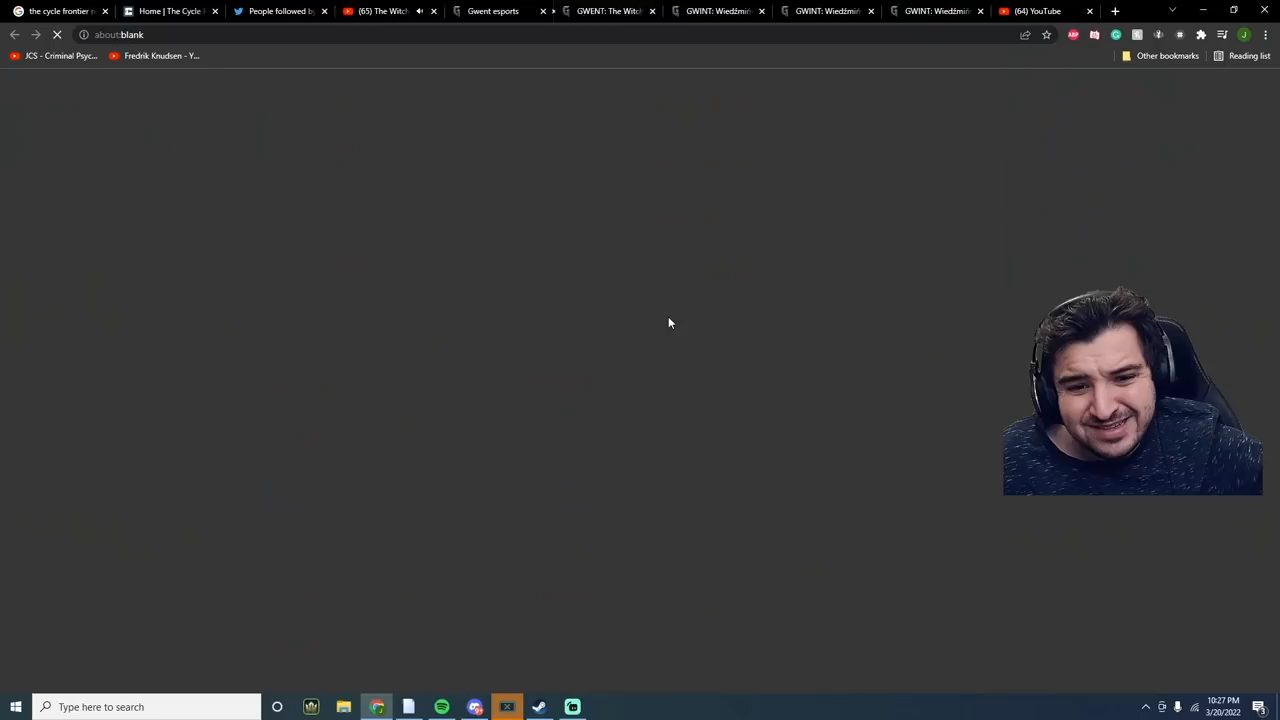 the cycle frontier re
Home | The Cycle F
People followed by
(65) The Witch
Gwent esports
GWENT: The Witch
GWINT: Wiedźmin
GWINT: Wiedźmin
GWINT: Wiedźmin
(64) YouTube
about:blank
ABP
J
JCS - Criminal Psyc...
Fredrik Knudsen - Y...
Other bookmarks
Reading list
Type here to search
10:27 PM
3/20/2022